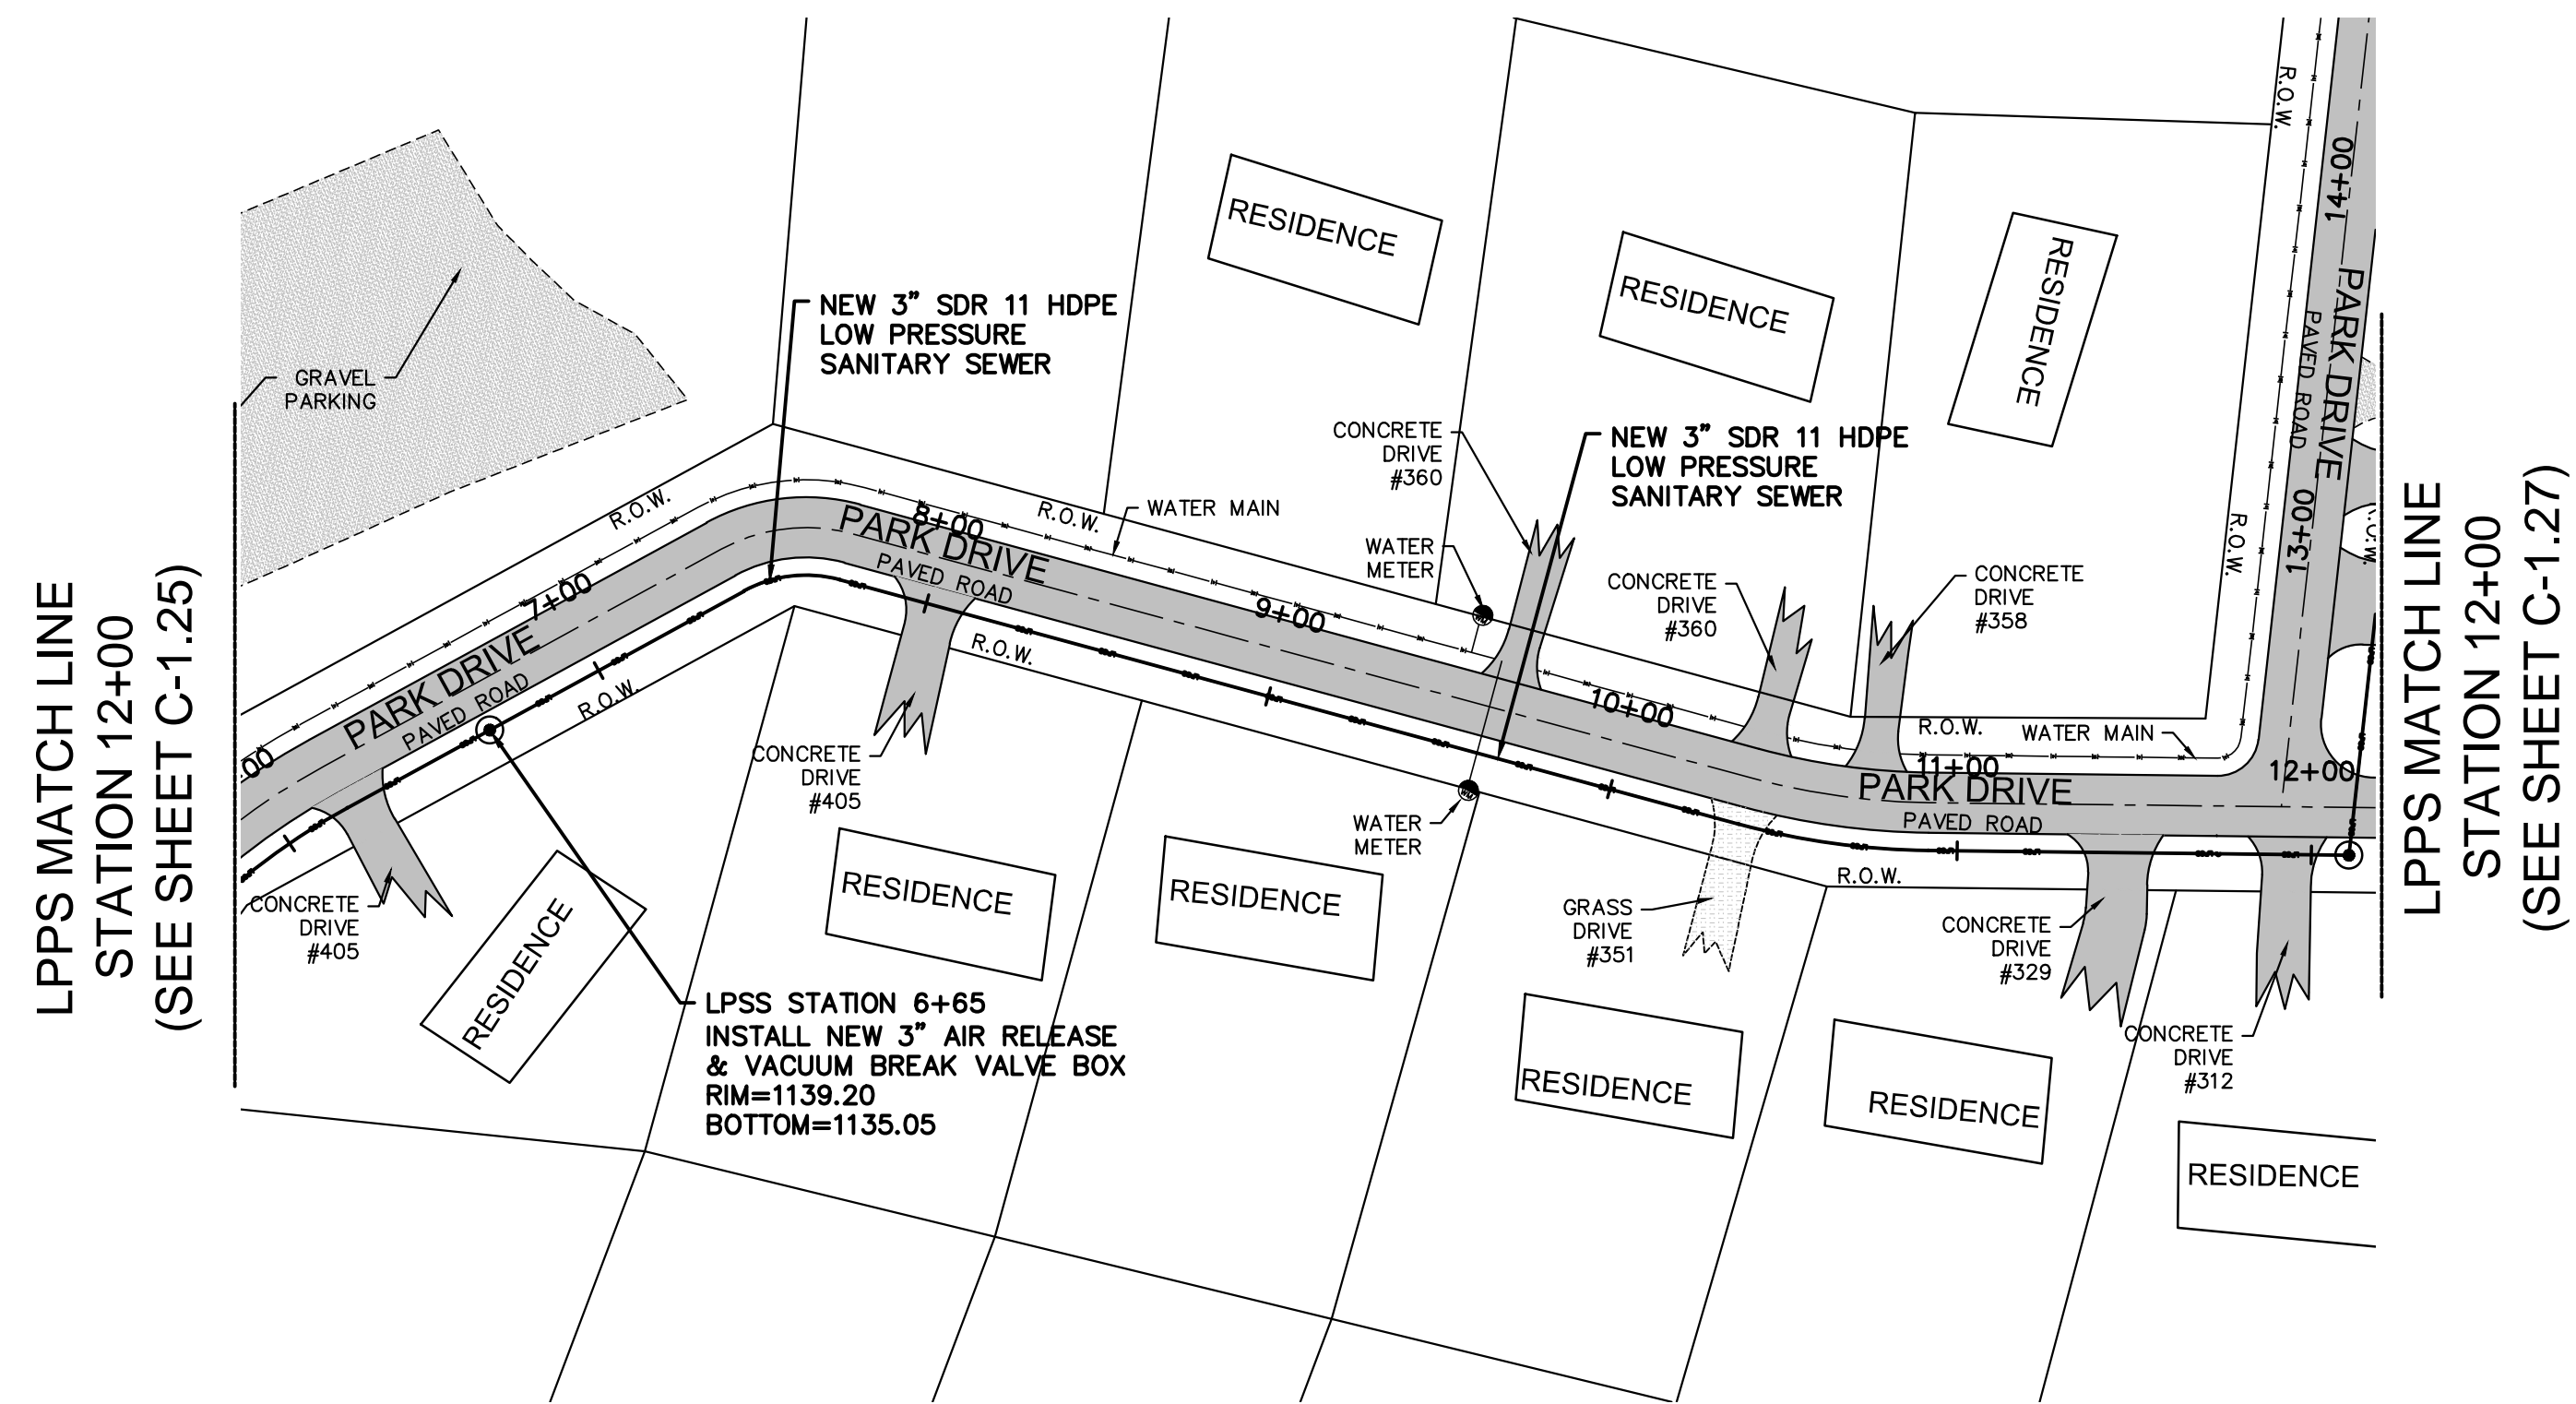 LPPS MATCH LINE
STATION 12+00
(SEE SHEET C-1.25)
GRAVEL
PARKING
NEW 3" SDR 11 HDPE
LOW PRESSURE
SANITARY SEWER
RESIDENCE
RESIDENCE
RESIDENCE
R.O.W.
14+00
PARK DRIVE
PAVED ROAD
13+00
R.O.W.
R.O.W.
CONCRETE
DRIVE
#360
NEW 3" SDR 11 HDPE
LOW PRESSURE
SANITARY SEWER
R.O.W.
8+00
PARK DRIVE
PAVED ROAD
R.O.W.
WATER MAIN
WATER
METER
WM
CONCRETE
DRIVE
#360
CONCRETE
DRIVE
#358
7+00
PARK DRIVE
PAVED ROAD
R.O.W.
R.O.W.
9+00
10+00
R.O.W.
WATER MAIN
11+00
12+00
PARK DRIVE
PAVED ROAD
.00
CONCRETE
DRIVE
#405
CONCRETE
DRIVE
#405
WATER
METER
WM
R.O.W.
GRASS
DRIVE
#351
CONCRETE
DRIVE
#329
CONCRETE
DRIVE
#312
RESIDENCE
RESIDENCE
RESIDENCE
RESIDENCE
RESIDENCE
RESIDENCE
LPSS STATION 6+65
INSTALL NEW 3" AIR RELEASE
& VACUUM BREAK VALVE BOX
RIM=1139.20
BOTTOM=1135.05
LPPS MATCH LINE
STATION 12+00
(SEE SHEET C-1.27)